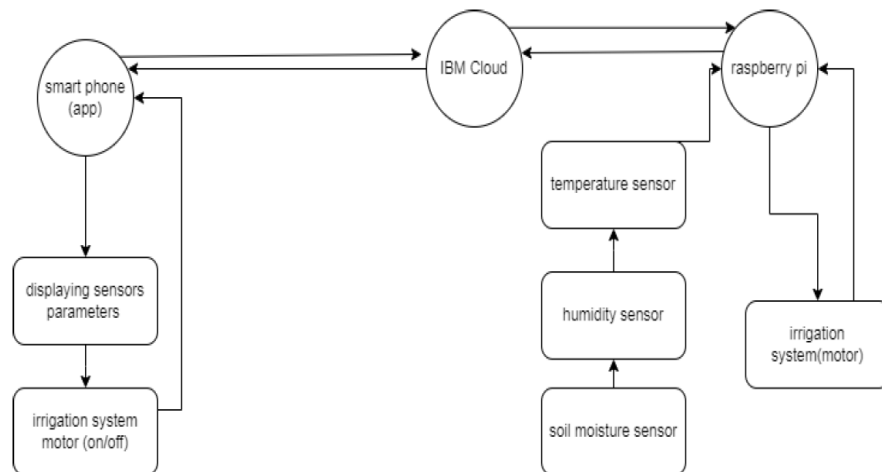 smart phone
(app)
IBM Cloud
raspberry pi
temperature sensor
displaying sensors
parameters
humidity sensor
irrigation
system(motor)
irrigation system
motor (on/off)
soil moisture sensor